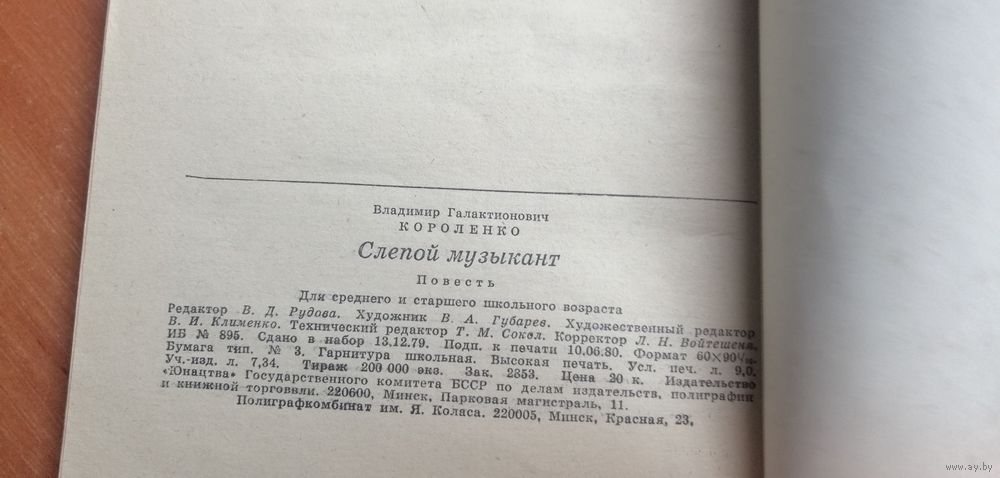 Владимир Галактионович
КОРОЛЕНКО
Слепой музыкант
Повесть
Для среднего и старшего школьного возраста
Редактор В. Д. Рудова. Художник В. А. Губарев. Художественный редактор
В. И. Клименко. Технический редактор Т. М. Сокол. Корректор Л. Н. Войтешена.
ИБ № 895. Сдано в набор 13.12.79. Подп. к печати 10.06.80. Формат 60×90¹/₁₆.
Бумага тип. № 3. Гарнитура школьная. Высокая печать. Усл. печ. л. 9,0.
Уч.-изд. л. 7,34. Тираж 200 000 экз. Зак. 2853. Цена 20 к. Издательство
«Юнацтва» Государственного комитета БССР по делам издательств, полиграфии
и книжной торговли. 220600, Минск, Парковая магистраль, 11.
Полиграфкомбинат им. Я. Коласа. 220005, Минск, Красная, 23.
www.ay.by